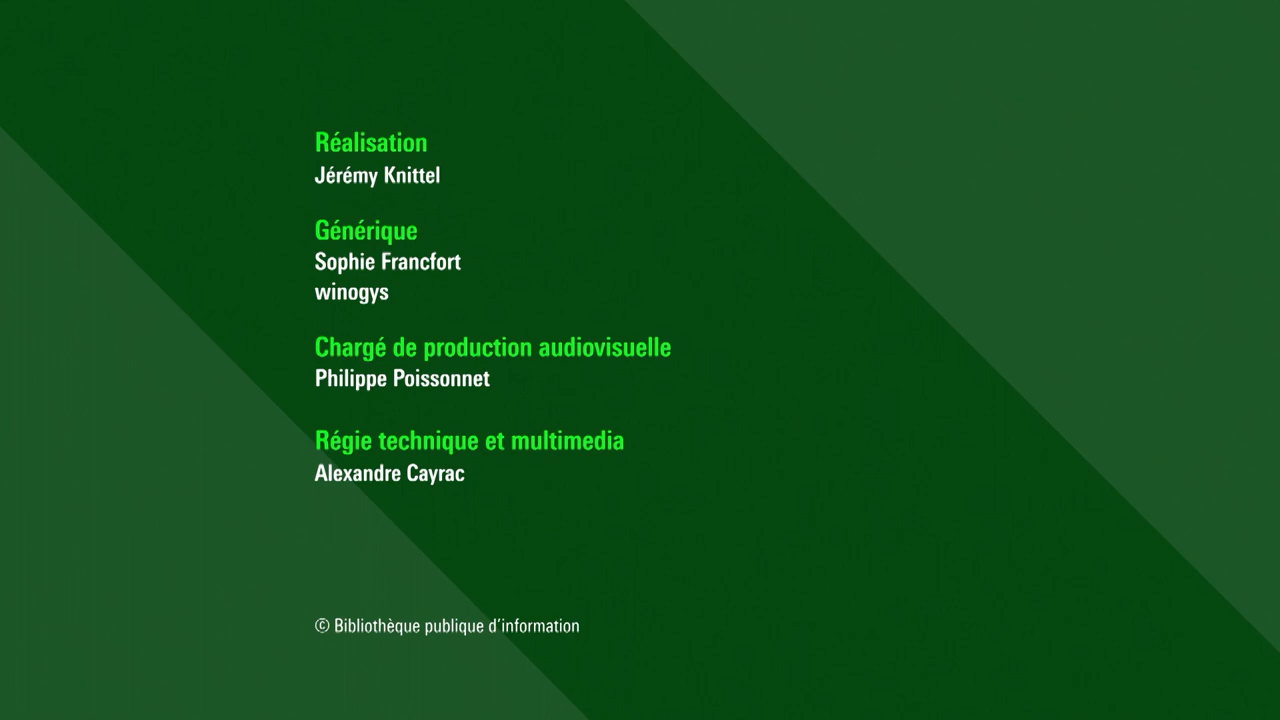 Réalisation
Jérémy Knittel
Générique
Sophie Francfort
winogys
Chargé de production audiovisuelle
Philippe Poissonnet
Régie technique et multimedia
Alexandre Cayrac
© Bibliothèque publique d’information